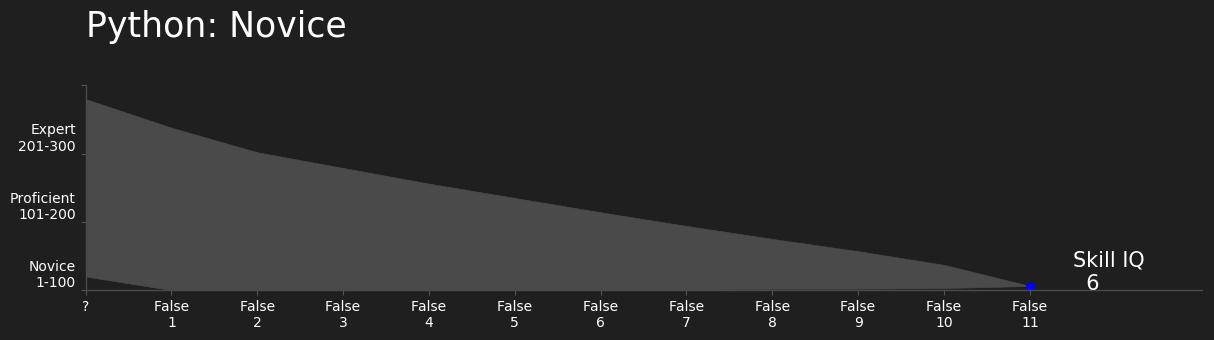 Python: Novice
Expert
201-300
Proficient
101-200
Novice
1-100
Skill IQ
6
? False False False False False False False False False False False
1 2 3 4 5 6 7 8 9 10 11